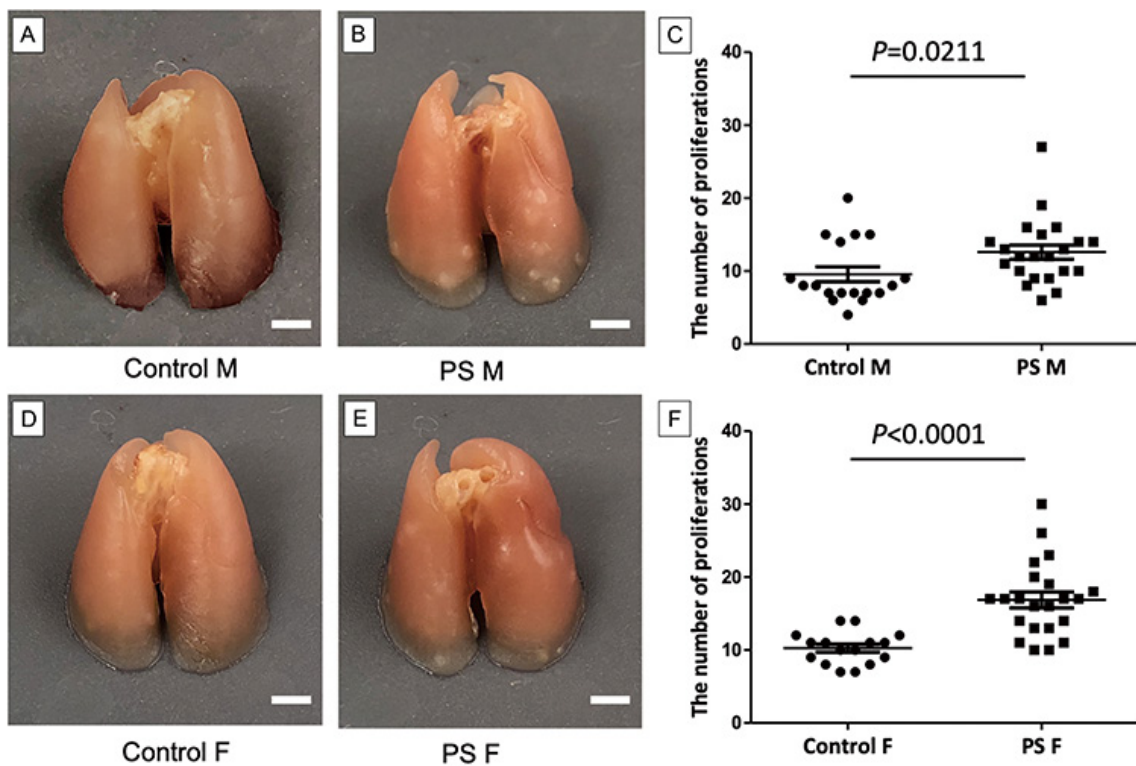 A
Control M
B
PS M
C
P=0.0211
The number of proliferations
40
30
20
10
0
Cntrol M
PS M
D
Control F
E
PS F
F
P<0.0001
The number of proliferations
40
30
20
10
0
Control F
PS F